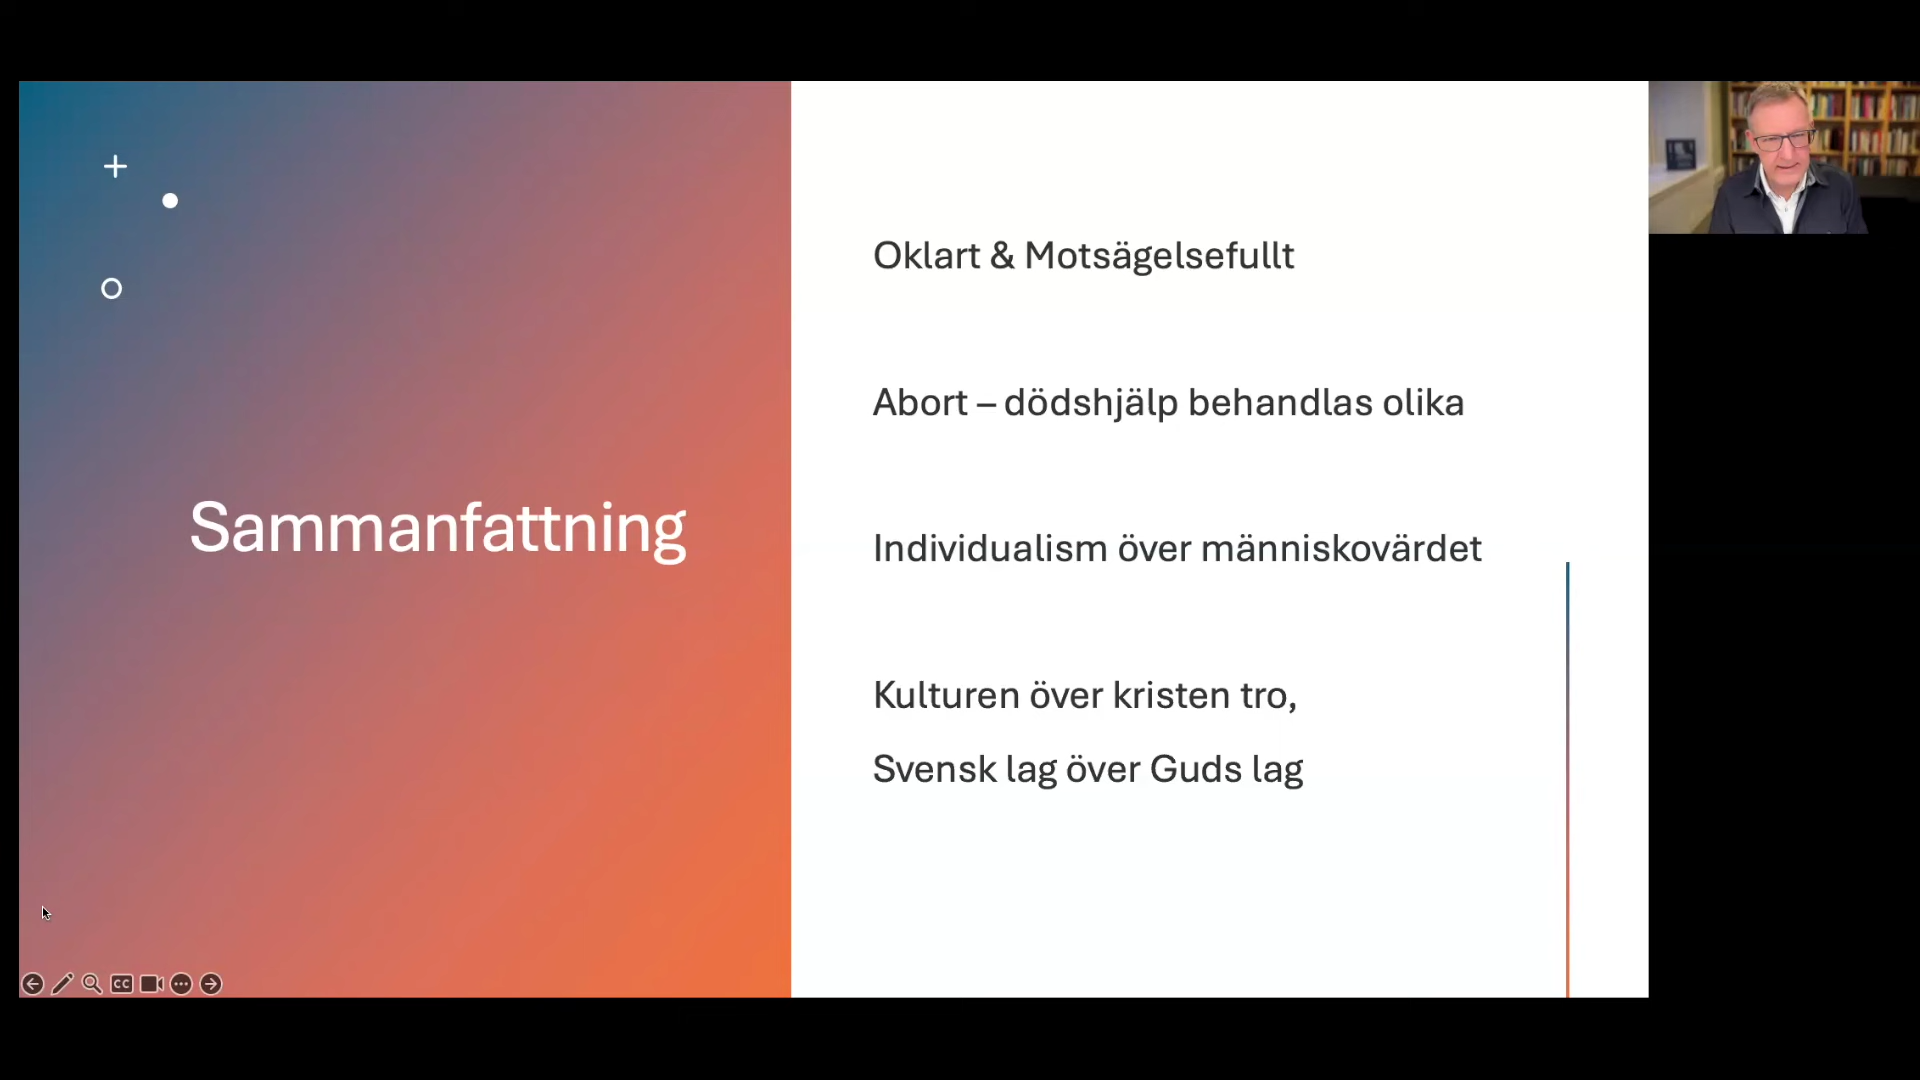 Sammanfattning
Oklart & Motsägelsefullt
Abort – dödshjälp behandlas olika
Individualism över människovärdet
Kulturen över kristen tro,
Svensk lag över Guds lag
CC